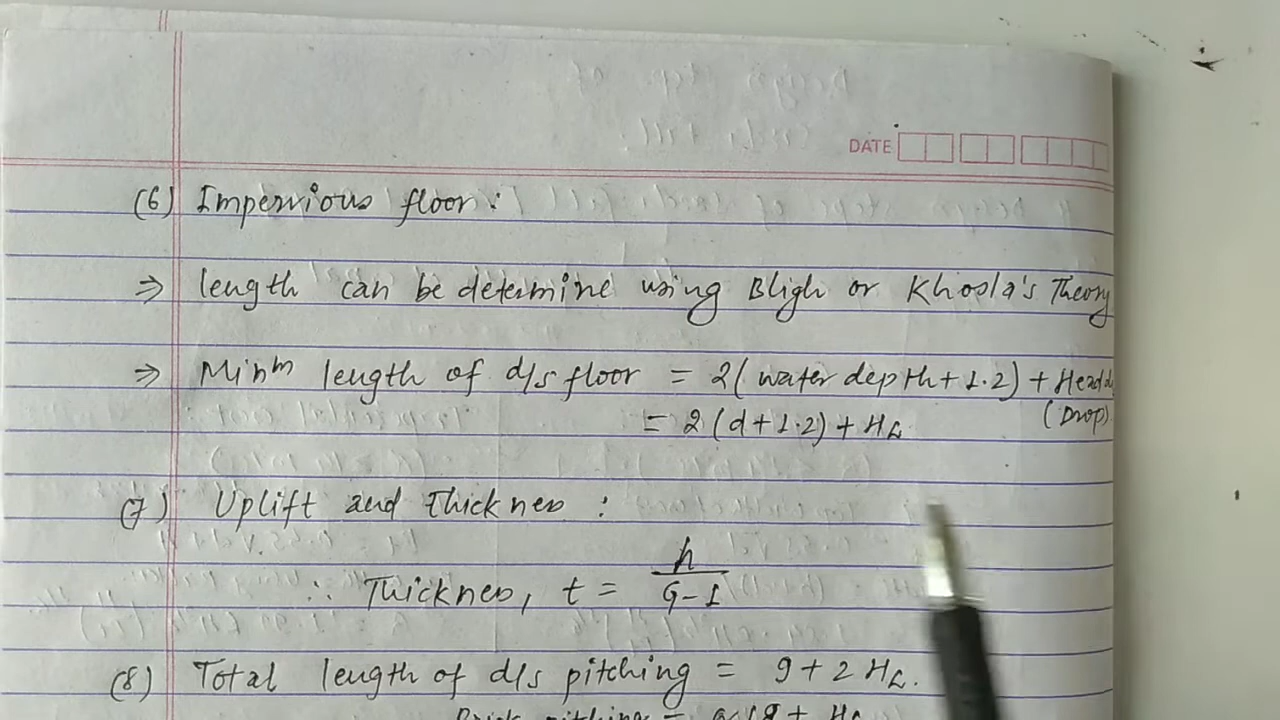 DATE
(6) Impervious floor :
⇒ length can be determine using Bligh or Khosla's Theory
⇒ Minm length of d/s floor = 2( water depth + 1.2) + Head
= 2 (d + 1.2) + HL (Drop)
(7) Uplift and Thickness :
∴ Thickness, t = h / G - 1
(8) Total length of d/s pitching = 9 + 2 HL.